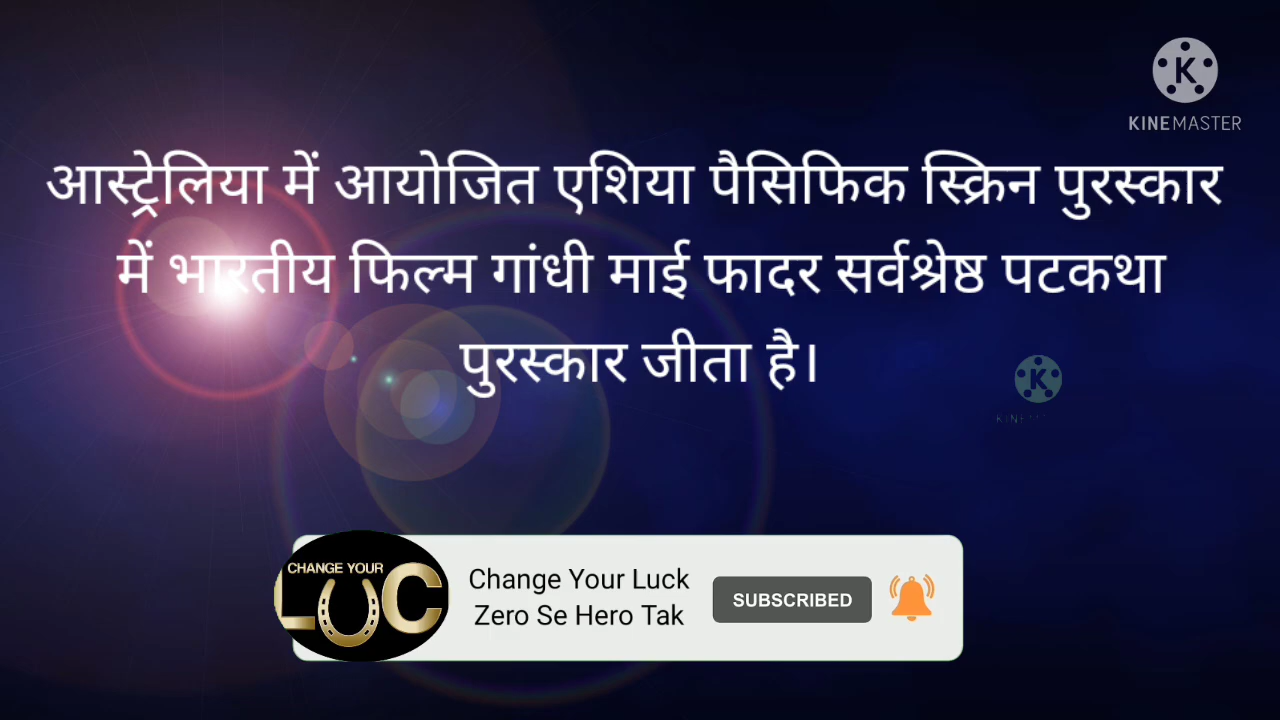 KINEMASTER
आस्ट्रेलिया में आयोजित एशिया पैसिफिक स्क्रिन पुरस्कार
में भारतीय फिल्म गांधी माई फादर सर्वश्रेष्ठ पटकथा
पुरस्कार जीता है।
CHANGE YOUR
LUC
Change Your Luck
Zero Se Hero Tak
SUBSCRIBED